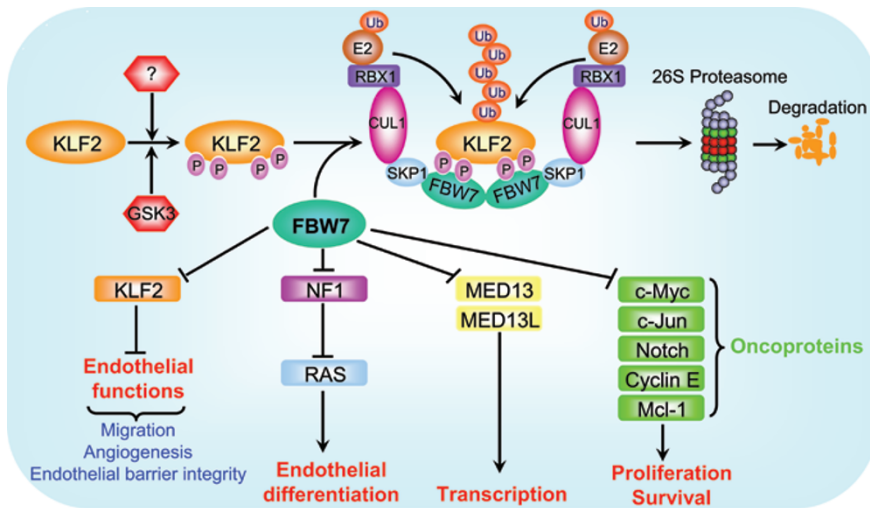 Ub
Ub
E2
Ub
E2
RBX1
Ub
RBX1
26S Proteasome
?
Ub
Degradation
Ub
Ub
CUL1
CUL1
KLF2
KLF2
KLF2
P
P
P
P
P
P
P
P
SKP1
SKP1
FBW7
FBW7
GSK3
FBW7
KLF2
NF1
MED13
c-Myc
MED13L
c-Jun
Oncoproteins
Notch
Endothelial
functions
RAS
Cyclin E
Mcl-1
Migration
Angiogenesis
Endothelial barrier integrity
Endothelial
differentiation
Transcription
Proliferation
Survival